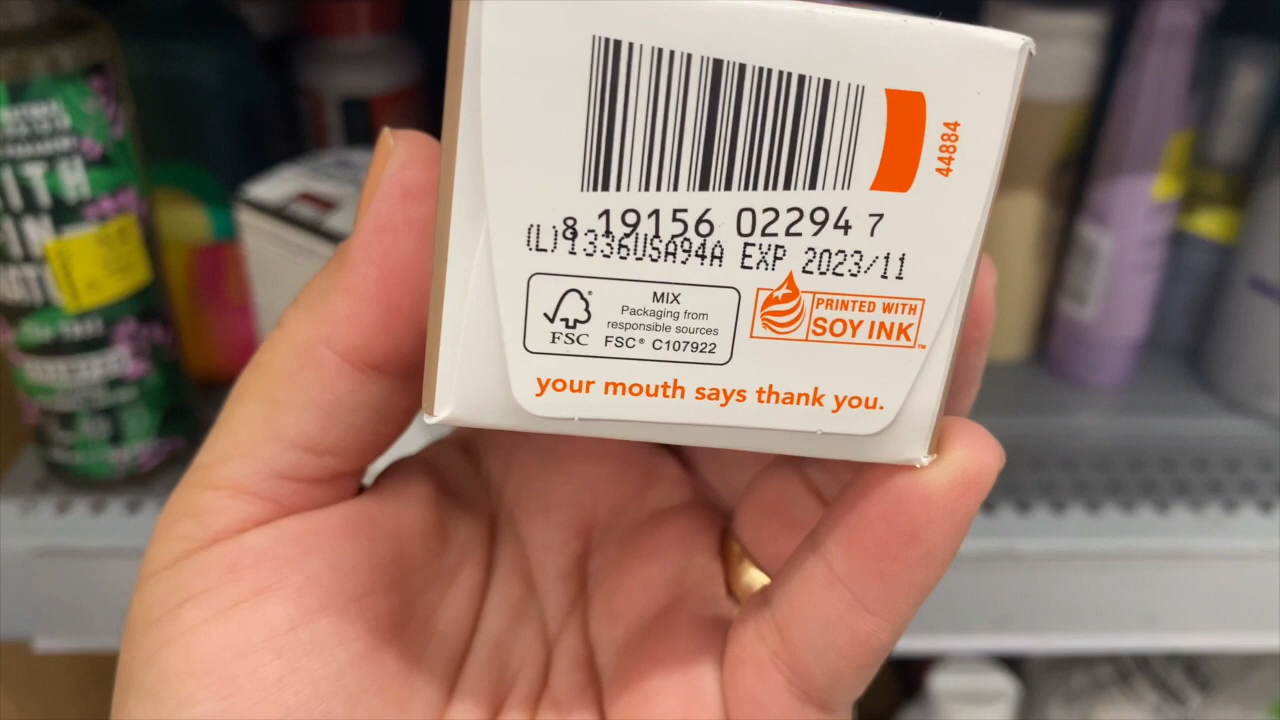 44884
8 19156 02294 7
(L)1336USA94A EXP 2023/11
FSC®
MIX
Packaging from
responsible sources
FSC® C107922
PRINTED WITH
SOY INK™
your mouth says thank you.